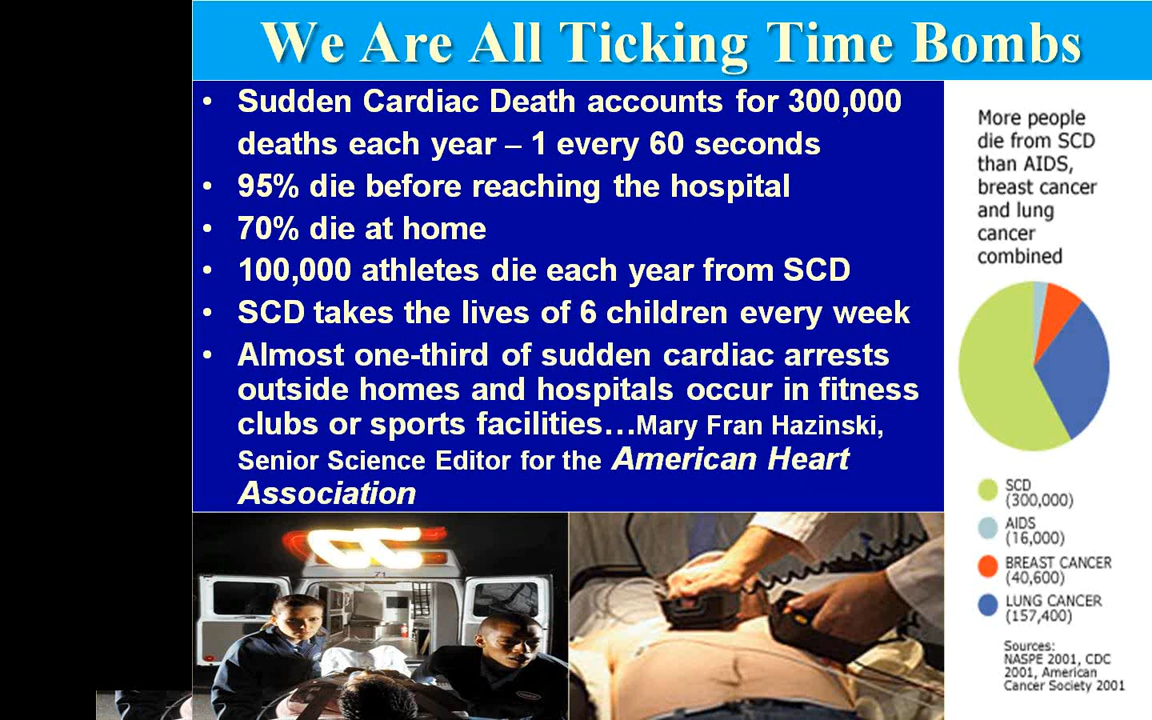 We Are All Ticking Time Bombs
• Sudden Cardiac Death accounts for 300,000
deaths each year – 1 every 60 seconds
• 95% die before reaching the hospital
• 70% die at home
• 100,000 athletes die each year from SCD
• SCD takes the lives of 6 children every week
• Almost one-third of sudden cardiac arrests
outside homes and hospitals occur in fitness
clubs or sports facilities…Mary Fran Hazinski,
Senior Science Editor for the American Heart
Association
More people
die from SCD
than AIDS,
breast cancer
and lung
cancer
combined
SCD
(300,000)
AIDS
(16,000)
BREAST CANCER
(40,600)
LUNG CANCER
(157,400)
Sources:
NASPE 2001, CDC
2001, American
Cancer Society 2001
71